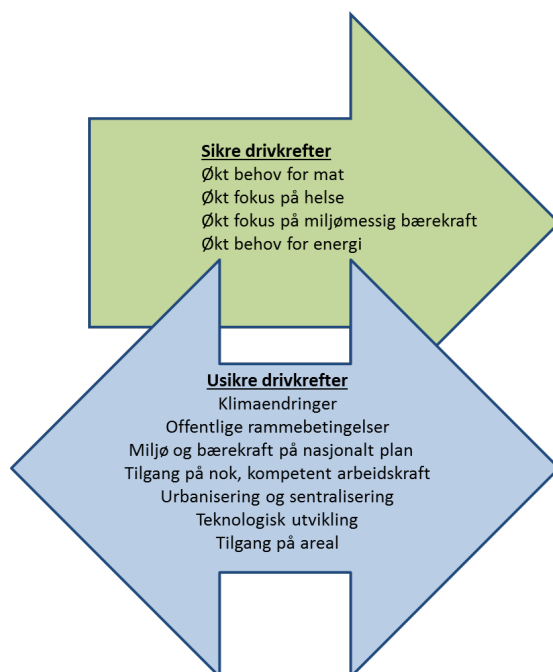 Sikre drivkrefter
Økt behov for mat
Økt fokus på helse
Økt fokus på miljømessig bærekraft
Økt behov for energi
Usikre drivkrefter
Klimaendringer
Offentlige rammebetingelser
Miljø og bærekraft på nasjonalt plan
Tilgang på nok, kompetent arbeidskraft
Urbanisering og sentralisering
Teknologisk utvikling
Tilgang på areal